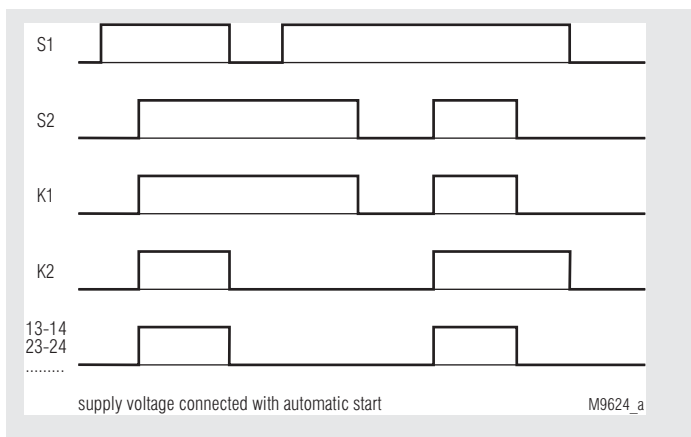 S1
S2
K1
K2
13-14
23-24
.........
supply voltage connected with automatic start
M9624_a